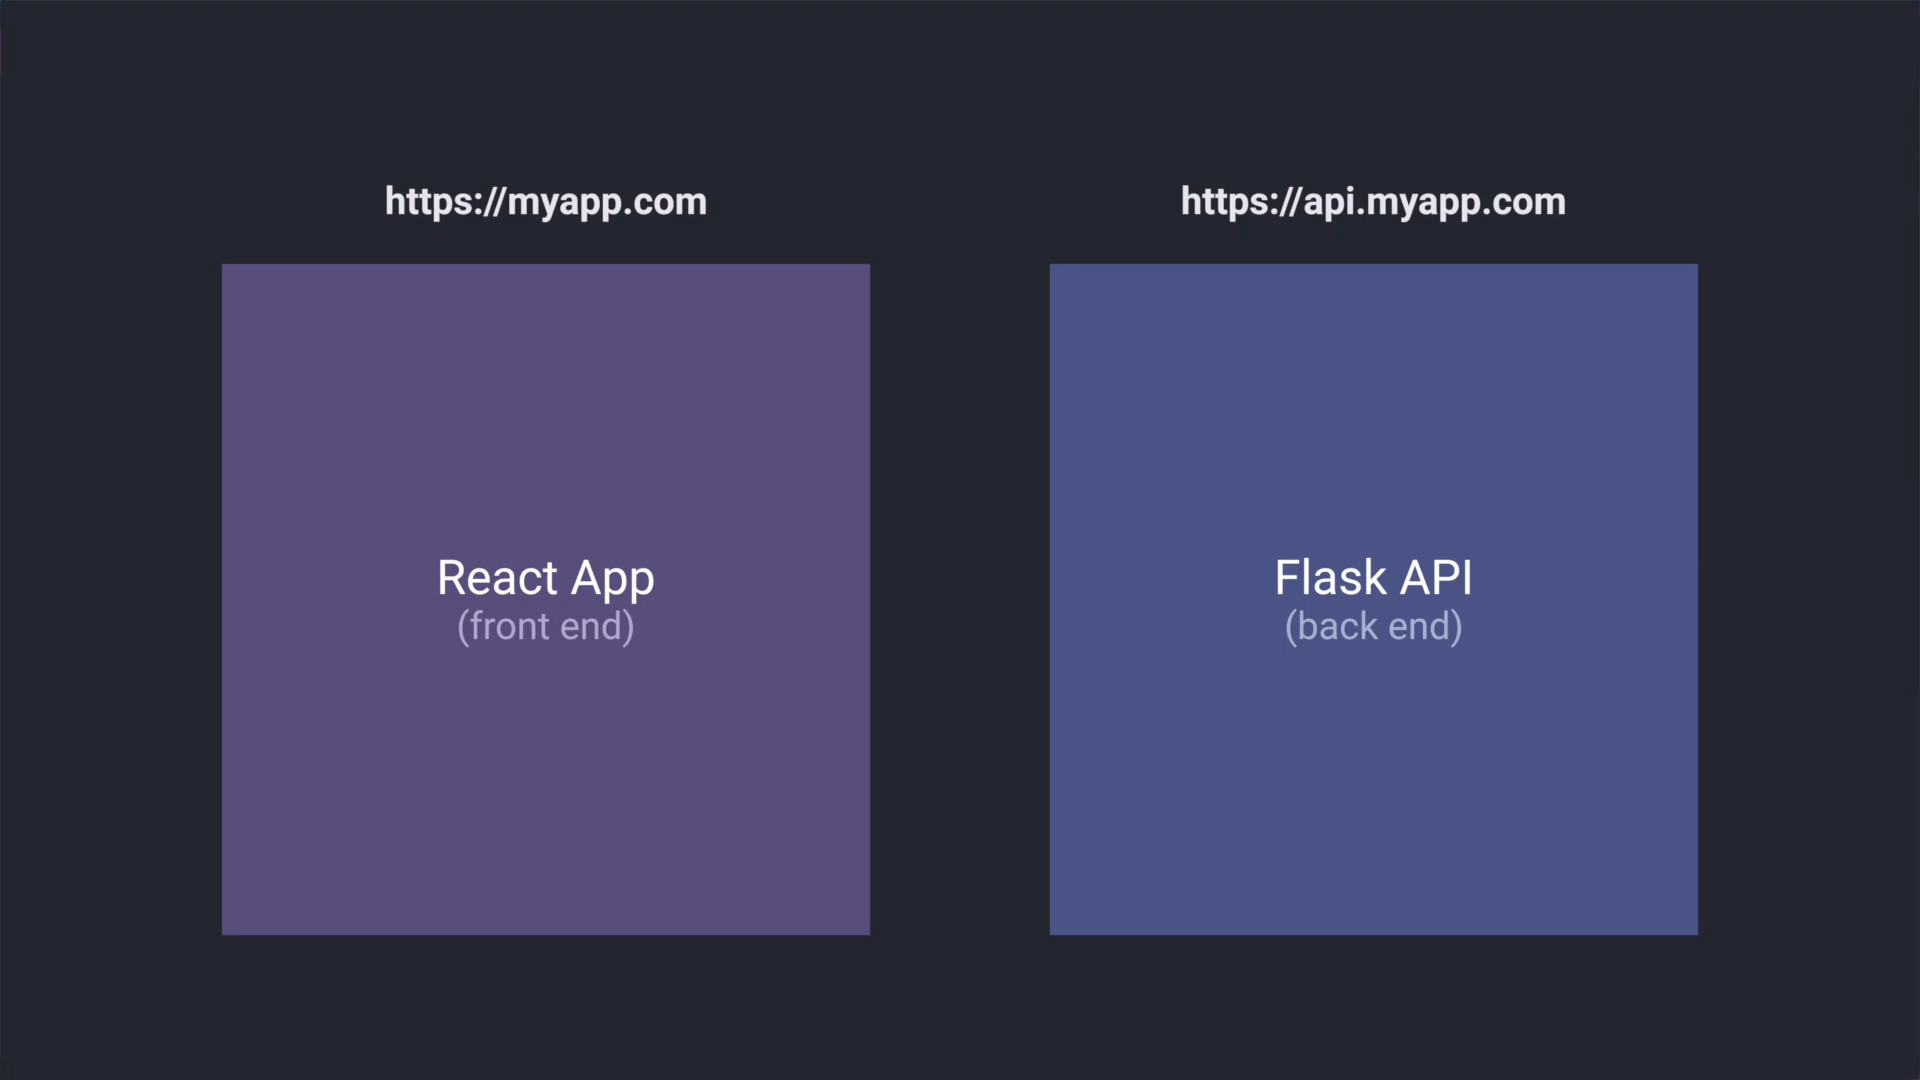 https://myapp.com
React App
(front end)
https://api.myapp.com
Flask API
(back end)